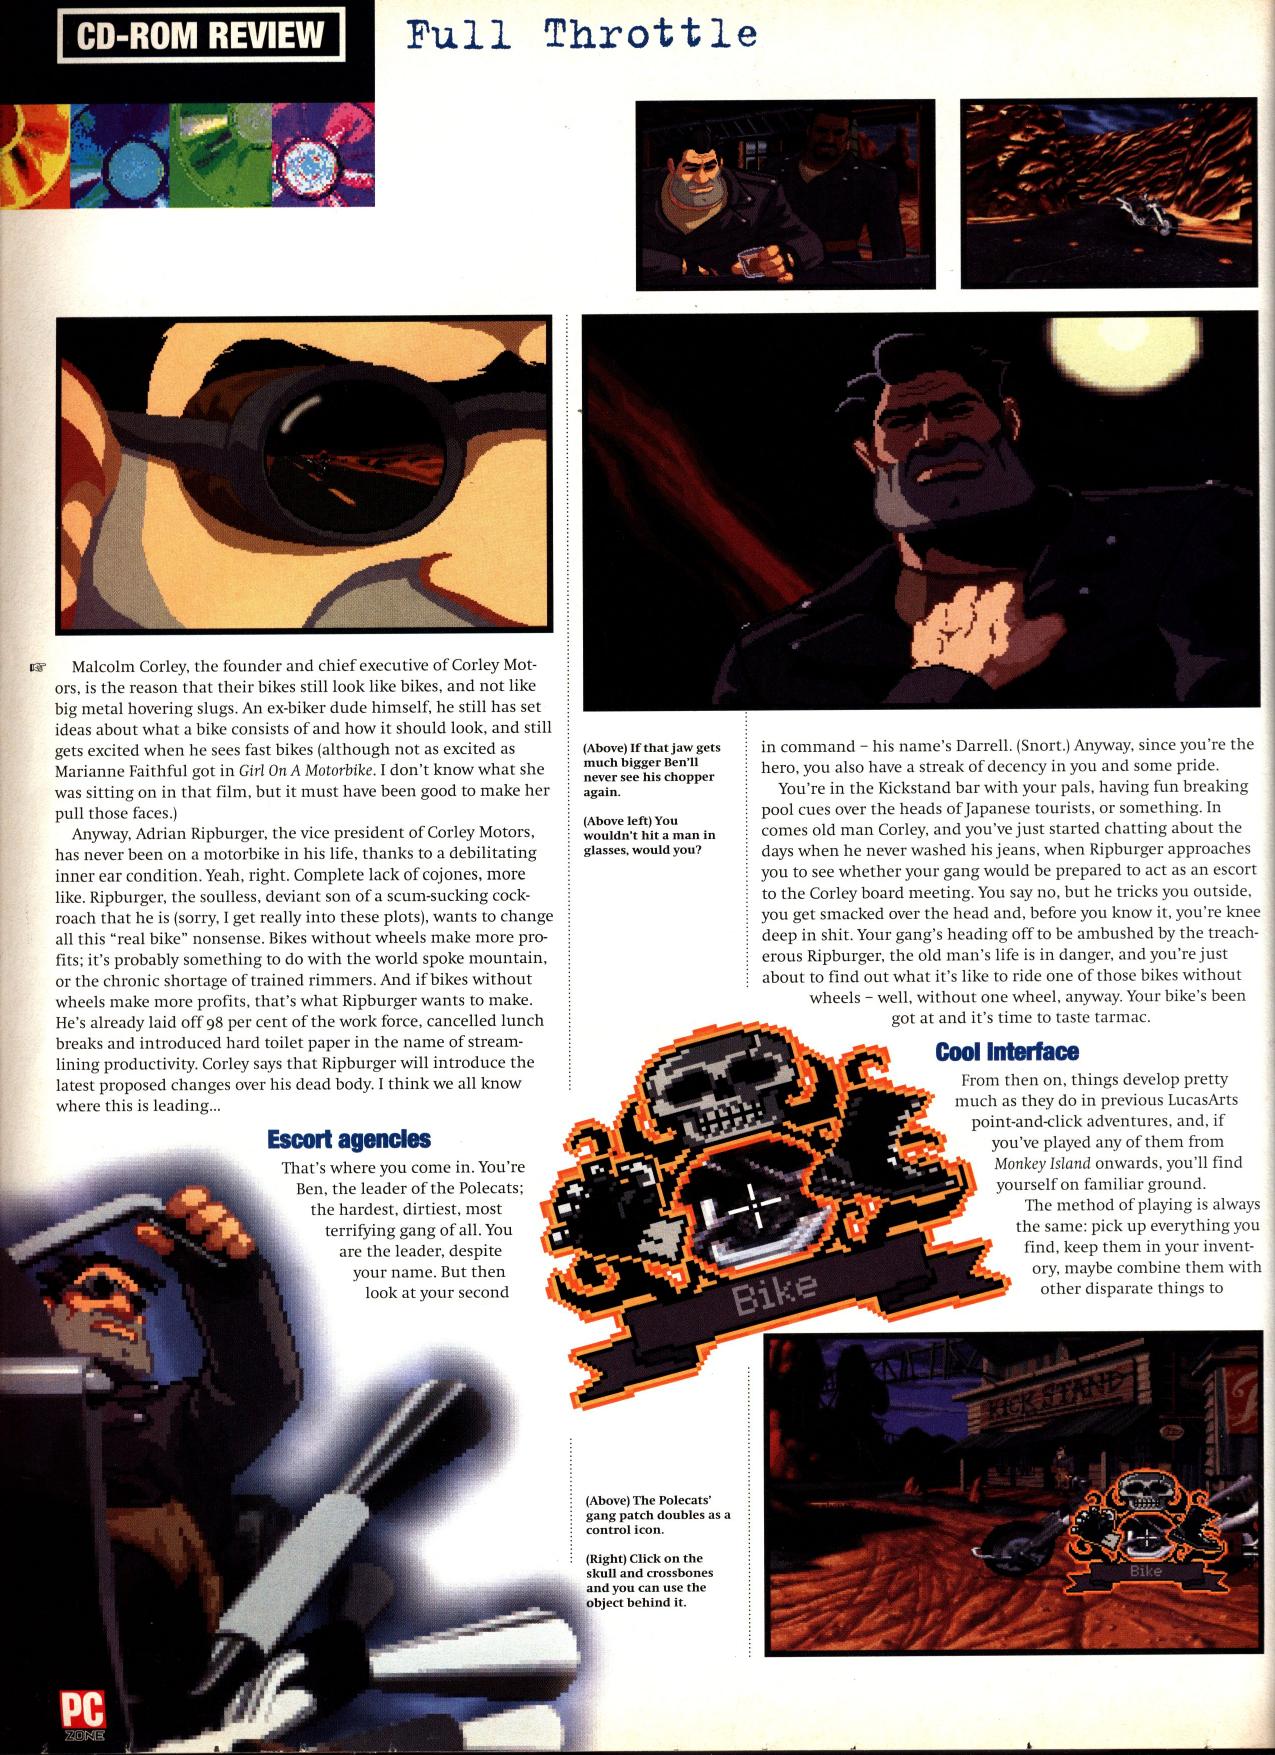 CD-ROM REVIEW
Full Throttle
☞ Malcolm Corley, the founder and chief executive of Corley Mot-
ors, is the reason that their bikes still look like bikes, and not like
big metal hovering slugs. An ex-biker dude himself, he still has set
ideas about what a bike consists of and how it should look, and still
gets excited when he sees fast bikes (although not as excited as
Marianne Faithful got in Girl On A Motorbike. I don't know what she
was sitting on in that film, but it must have been good to make her
pull those faces.)
Anyway, Adrian Ripburger, the vice president of Corley Motors,
has never been on a motorbike in his life, thanks to a debilitating
inner ear condition. Yeah, right. Complete lack of cojones, more
like. Ripburger, the soulless, deviant son of a scum-sucking cock-
roach that he is (sorry, I get really into these plots), wants to change
all this “real bike” nonsense. Bikes without wheels make more pro-
fits; it's probably something to do with the world spoke mountain,
or the chronic shortage of trained rimmers. And if bikes without
wheels make more profits, that's what Ripburger wants to make.
He's already laid off 98 per cent of the work force, cancelled lunch
breaks and introduced hard toilet paper in the name of stream-
lining productivity. Corley says that Ripburger will introduce the
latest proposed changes over his dead body. I think we all know
where this is leading...
Escort agencies
That's where you come in. You're
Ben, the leader of the Polecats;
the hardest, dirtiest, most
terrifying gang of all. You
are the leader, despite
your name. But then
look at your second
(Above) If that jaw gets
much bigger Ben'll
never see his chopper
again.
(Above left) You
wouldn't hit a man in
glasses, would you?
in command – his name's Darrell. (Snort.) Anyway, since you're the
hero, you also have a streak of decency in you and some pride.
You're in the Kickstand bar with your pals, having fun breaking
pool cues over the heads of Japanese tourists, or something. In
comes old man Corley, and you've just started chatting about the
days when he never washed his jeans, when Ripburger approaches
you to see whether your gang would be prepared to act as an escort
to the Corley board meeting. You say no, but he tricks you outside,
you get smacked over the head and, before you know it, you're knee
deep in shit. Your gang's heading off to be ambushed by the treach-
erous Ripburger, the old man's life is in danger, and you're just
about to find out what it's like to ride one of those bikes without
wheels – well, without one wheel, anyway. Your bike's been
got at and it's time to taste tarmac.
Cool Interface
From then on, things develop pretty
much as they do in previous LucasArts
point-and-click adventures, and, if
you've played any of them from
Monkey Island onwards, you'll find
yourself on familiar ground.
The method of playing is always
the same: pick up everything you
find, keep them in your invent-
ory, maybe combine them with
other disparate things to
Bike
(Above) The Polecats'
gang patch doubles as a
control icon.
(Right) Click on the
skull and crossbones
and you can use the
object behind it.
KICK STAND
Bike
PC
ZONE